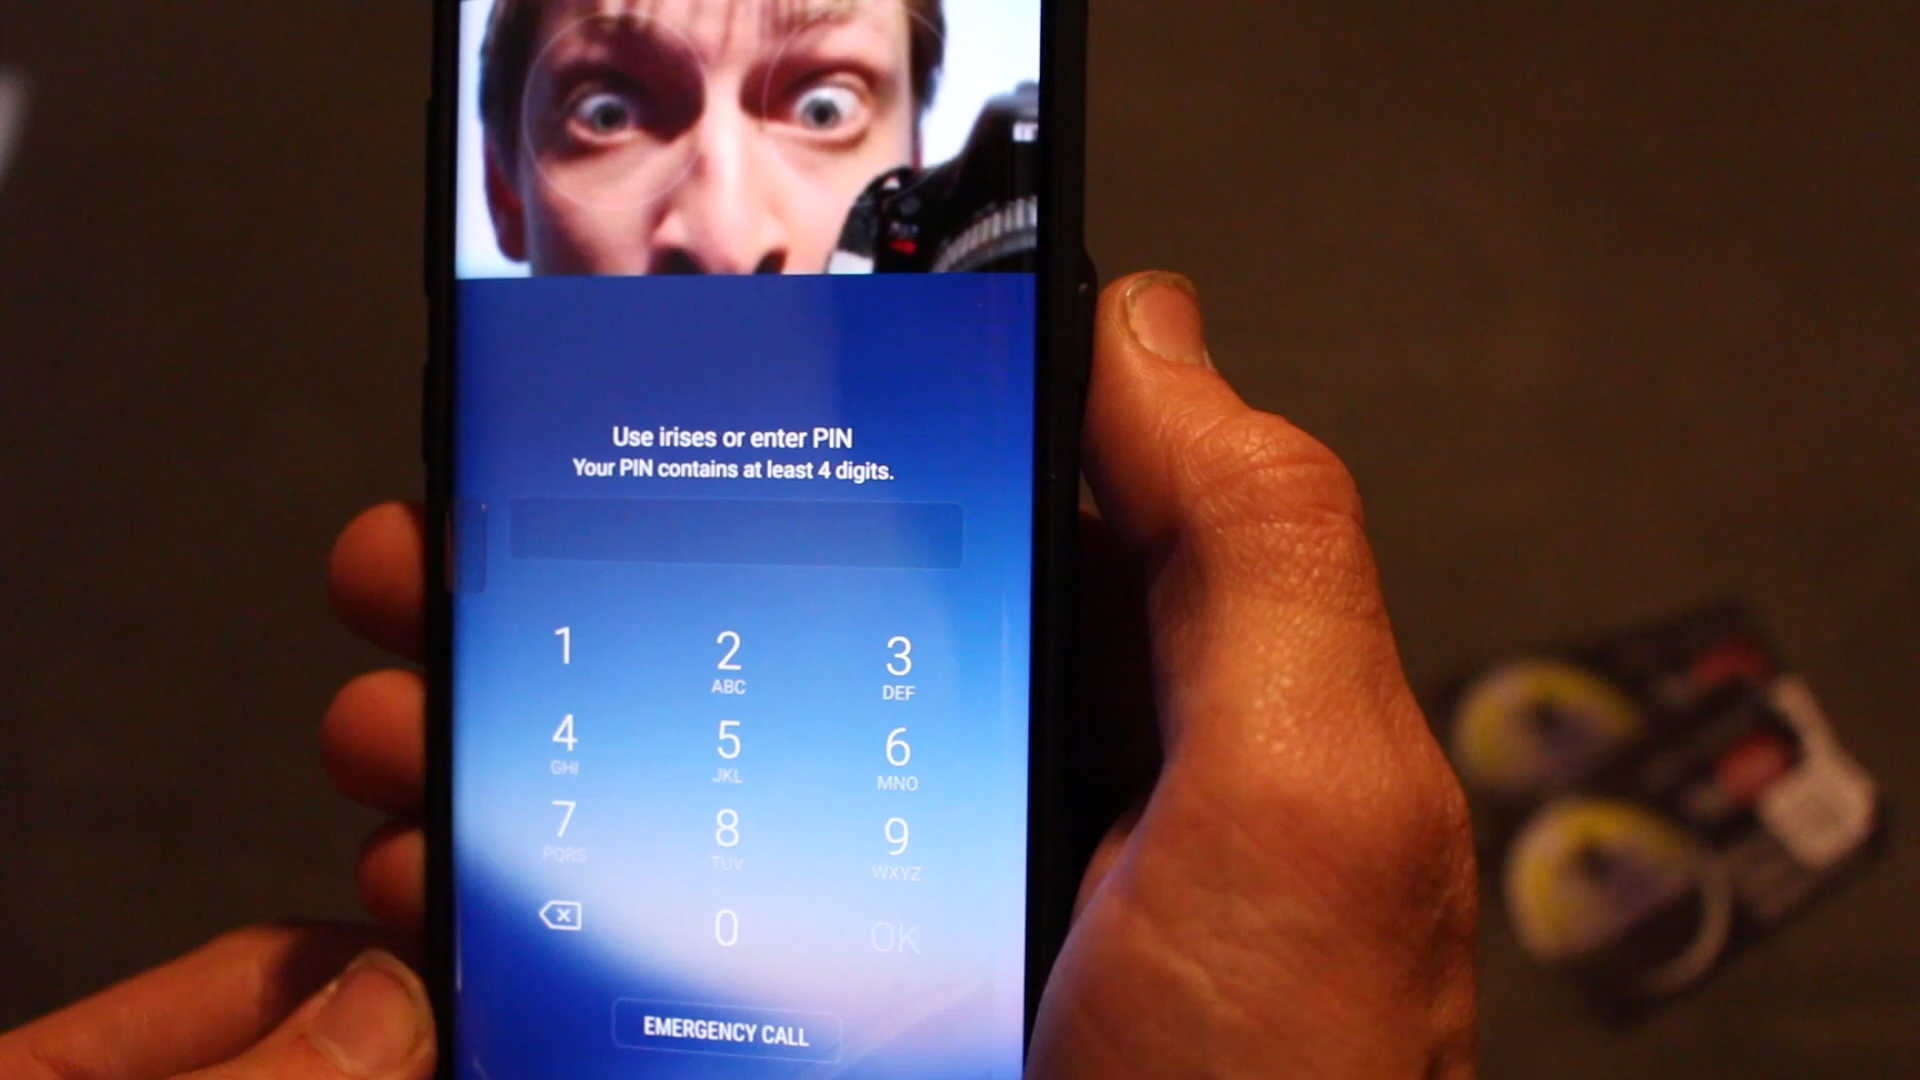 Use irises or enter PIN
Your PIN contains at least 4 digits.
1
2
3
ABC
DEF
4
5
6
GHI
JKL
MNO
7
8
9
PQRS
TUV
WXYZ
0
OK
EMERGENCY CALL